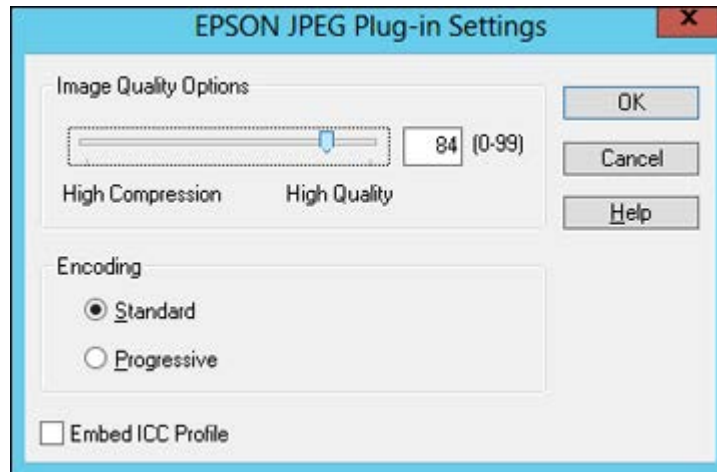 EPSON JPEG Plug-in Settings
x
Image Quality Options
84 (0-99)
High Compression High Quality
OK
Cancel
Help
Encoding
Standard
Progressive
Embed ICC Profile